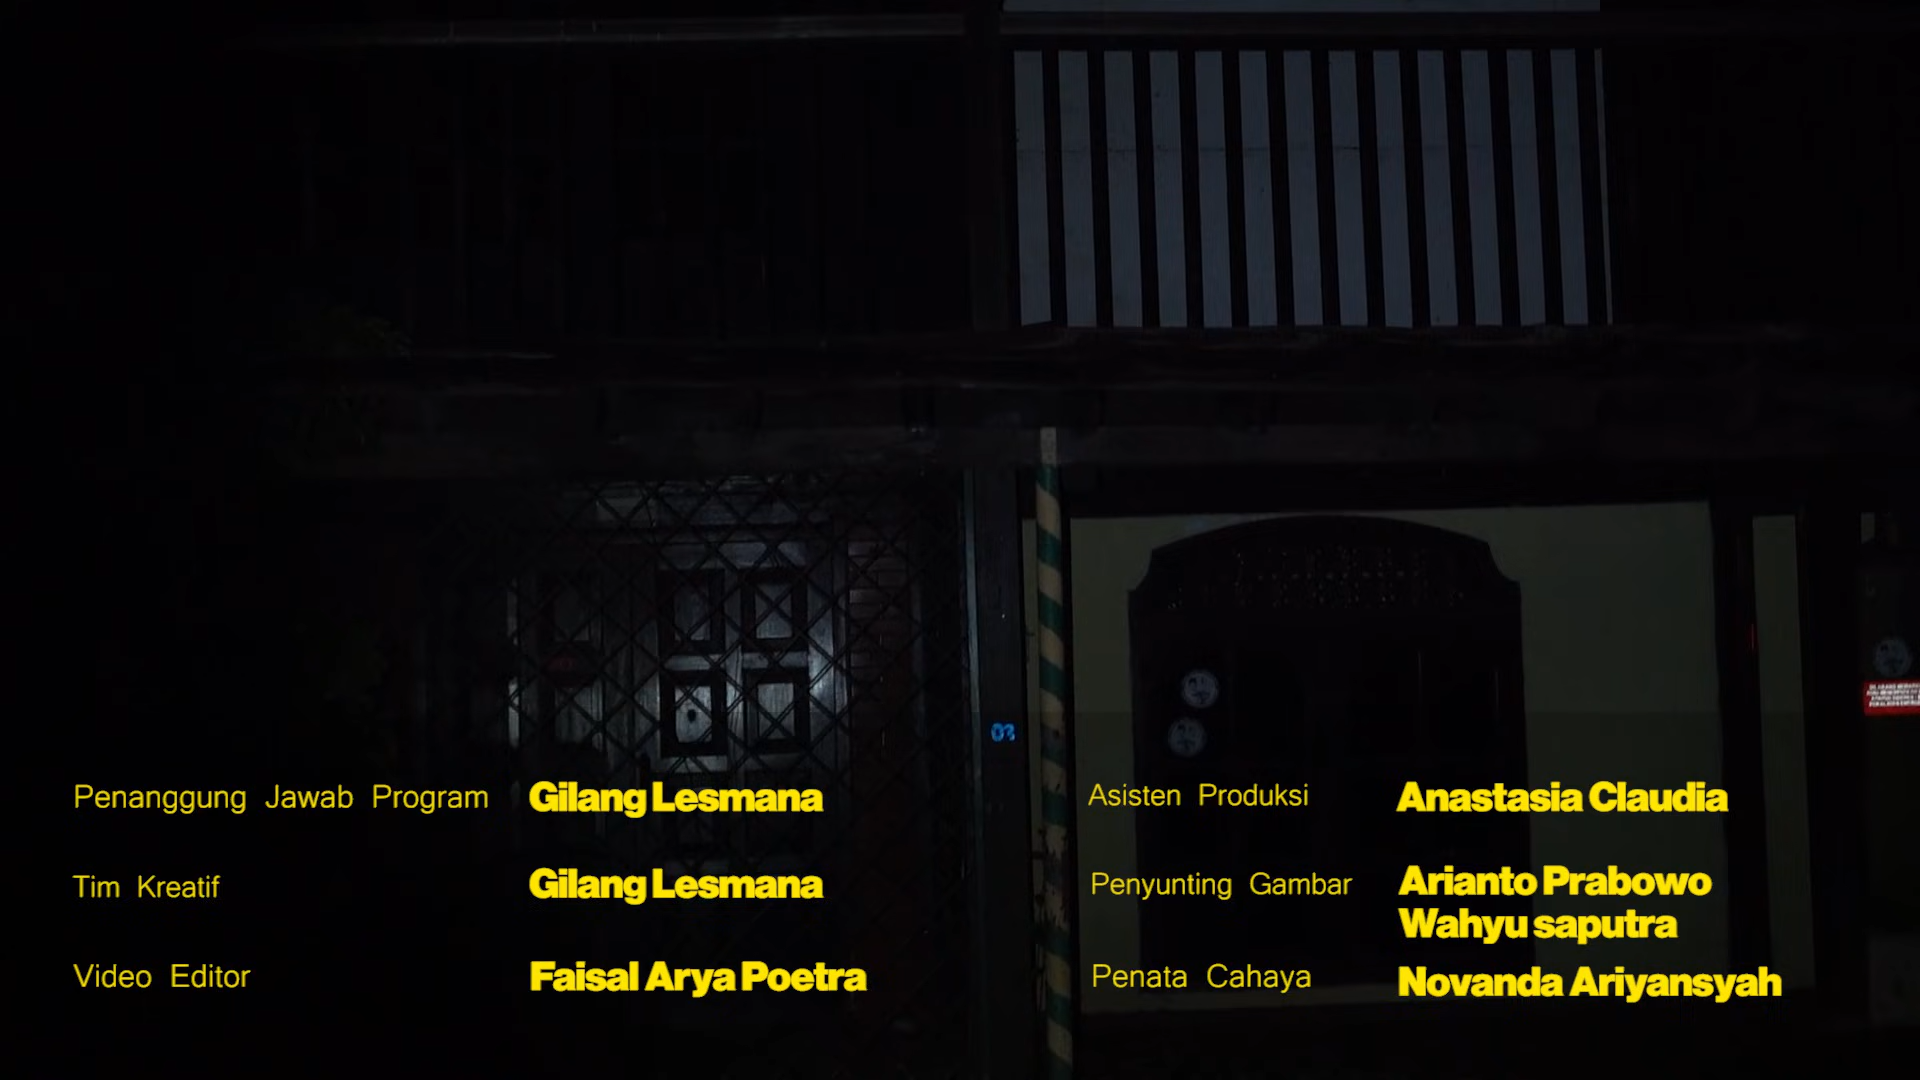 03
Penanggung Jawab Program
Gilang Lesmana
Tim Kreatif
Gilang Lesmana
Video Editor
Faisal Arya Poetra
Asisten Produksi
Anastasia Claudia
Penyunting Gambar
Arianto Prabowo
Wahyu saputra
Penata Cahaya
Novanda Ariyansyah